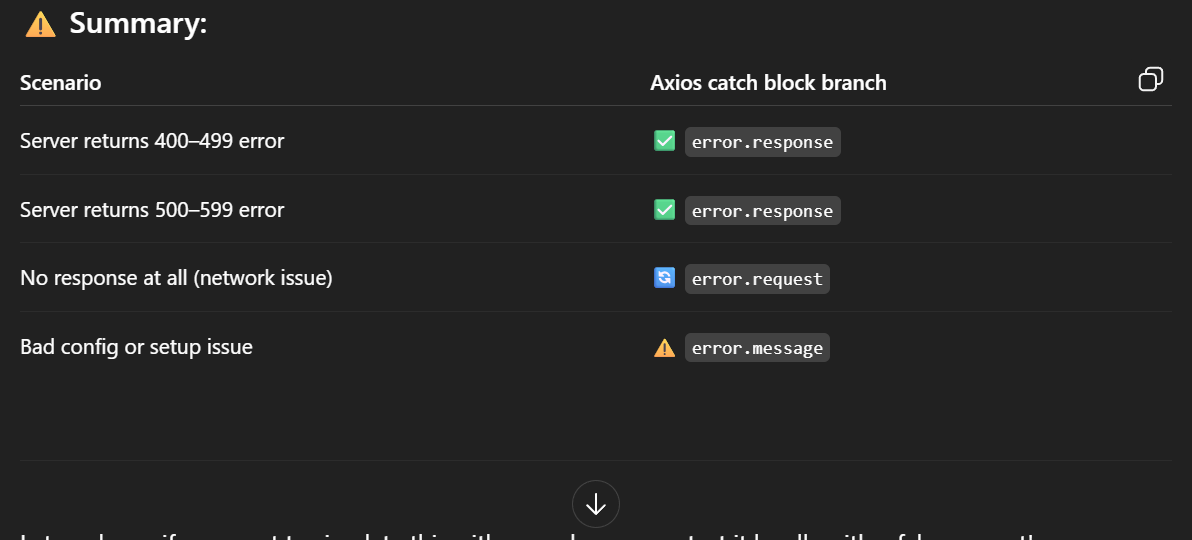 ⚠️ Summary:
Scenario Axios catch block branch
Server returns 400–499 error ✅ error.response
Server returns 500–599 error ✅ error.response
No response at all (network issue) 🔄 error.request
Bad config or setup issue ⚠️ error.message